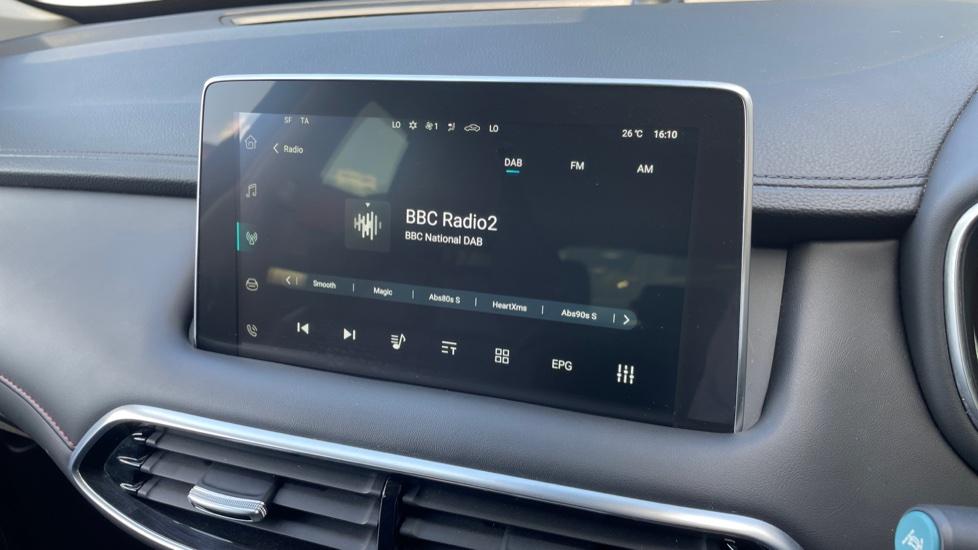 SF TA
LO 1 LO
26 °C 16:10
Radio
DAB FM AM
BBC Radio2
BBC National DAB
Smooth | Magic | Abs80s S | HeartXms | Abs90s S |
EPG